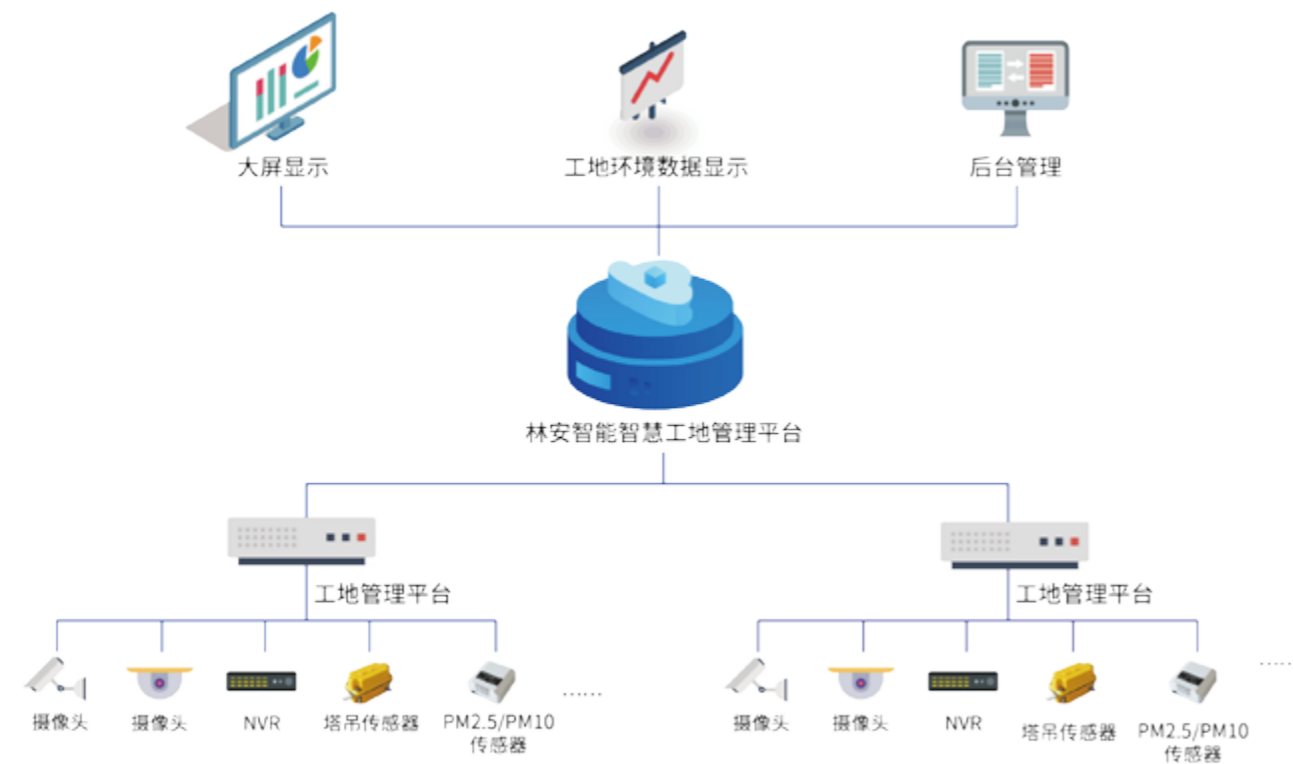 大屏显示
工地环境数据显示
后台管理
林安智能智慧工地管理平台
工地管理平台
工地管理平台
摄像头
摄像头
NVR
塔吊传感器
PM2.5/PM10
传感器
……
摄像头
摄像头
NVR
塔吊传感器
PM2.5/PM10
传感器
……